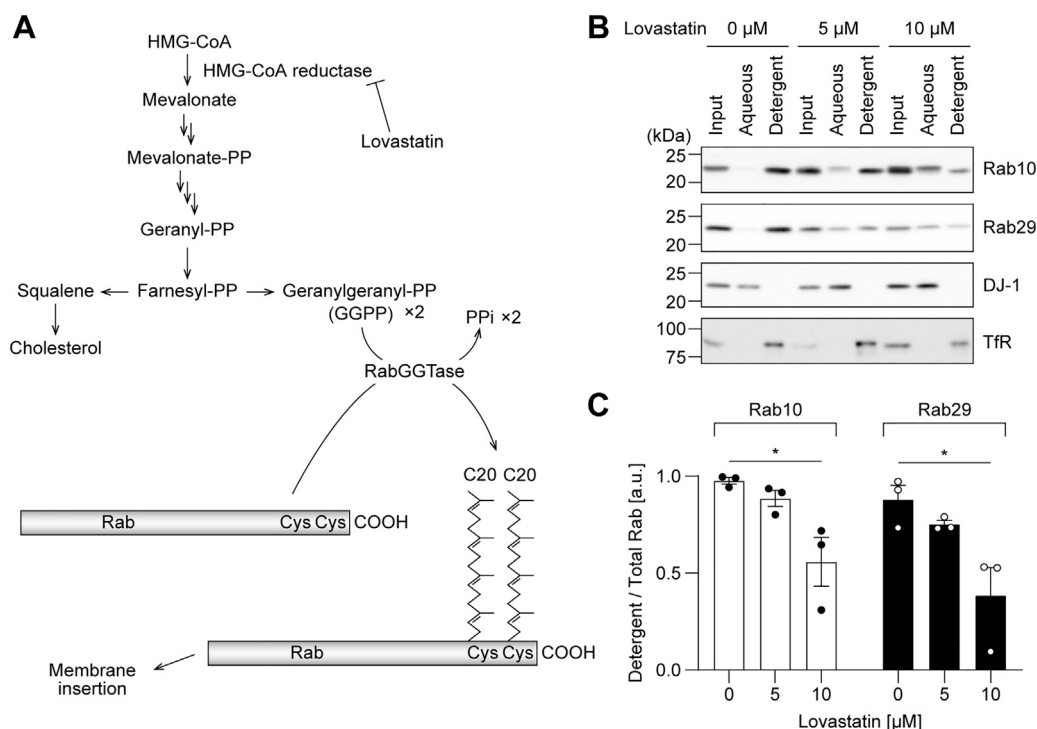 A
HMG-CoA
HMG-CoA reductase
Mevalonate
Lovastatin
Mevalonate-PP
Geranyl-PP
Squalene
Farnesyl-PP
Geranylgeranyl-PP
(GGPP) ×2
PPi ×2
Cholesterol
RabGGTase
C20 C20
Rab
Cys Cys COOH
Rab
Cys Cys COOH
Membrane
insertion
B
Lovastatin 0 µM 5 µM 10 µM
Input Aqueous Detergent Input Aqueous Detergent Input Aqueous Detergent
(kDa)
25
20
Rab10
25
20
Rab29
25
20
DJ-1
100
75
TfR
C
Rab10 Rab29
* *
Detergent / Total Rab [a.u.]
1.0
0.5
0.0
0 5 10 0 5 10
Lovastatin [µM]